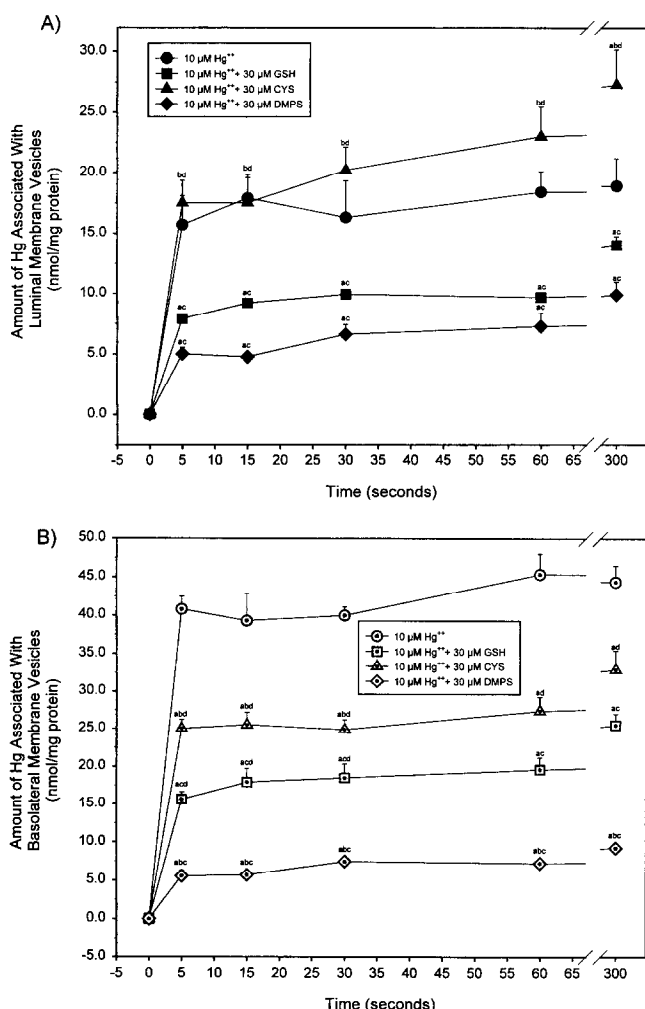 A)
30.0
25.0
20.0
15.0
10.0
5.0
0.0
Amount of Hg Associated With
Luminal Membrane Vesicles
(nmol/mg protein)
10 µM Hg⁺⁺
10 µM Hg⁺⁺+ 30 µM GSH
10 µM Hg⁺⁺+ 30 µM CYS
10 µM Hg⁺⁺+ 30 µM DMPS
bd
bd
bd
bd
abd
ac
ac
ac
ac
ac
ac
ac
ac
ac
ac
-5 0 5 10 15 20 25 30 35 40 45 50 55 60 65 300
Time (seconds)
B)
50.0
45.0
40.0
35.0
30.0
25.0
20.0
15.0
10.0
5.0
0.0
-5.0
Amount of Hg Associated With
Basolateral Membrane Vesicles
(nmol/mg protein)
10 µM Hg⁺⁺
10 µM Hg⁺⁺+ 30 µM GSH
10 µM Hg⁺⁺+ 30 µM CYS
10 µM Hg⁺⁺+ 30 µM DMPS
abd
abd
abd
ad
ad
acd
acd
acd
ac
ac
abc
abc
abc
abc
abc
-5 0 5 10 15 20 25 30 35 40 45 50 55 60 65 300
Time (seconds)